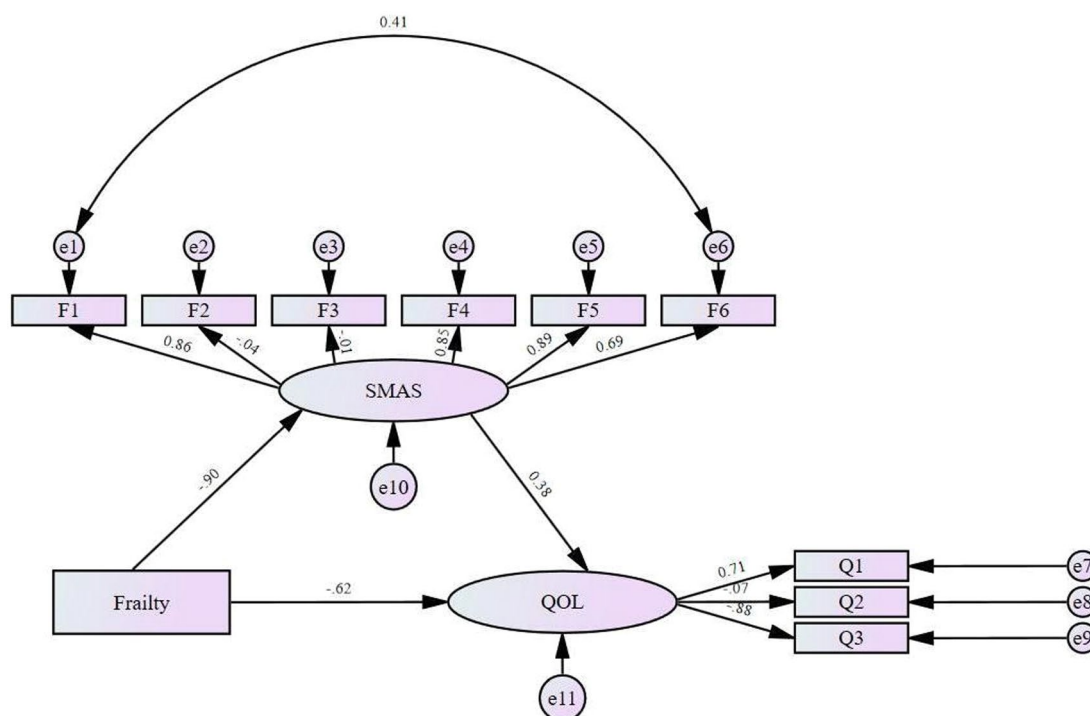 0.41
e1
e2
e3
e4
e5
e6
F1
F2
F3
F4
F5
F6
0.86
-.04
-.01
0.85
0.89
0.69
SMAS
-.90
e10
0.38
Frailty
-.62
QOL
0.71
-.07
-.88
Q1
Q2
Q3
e7
e8
e9
e11